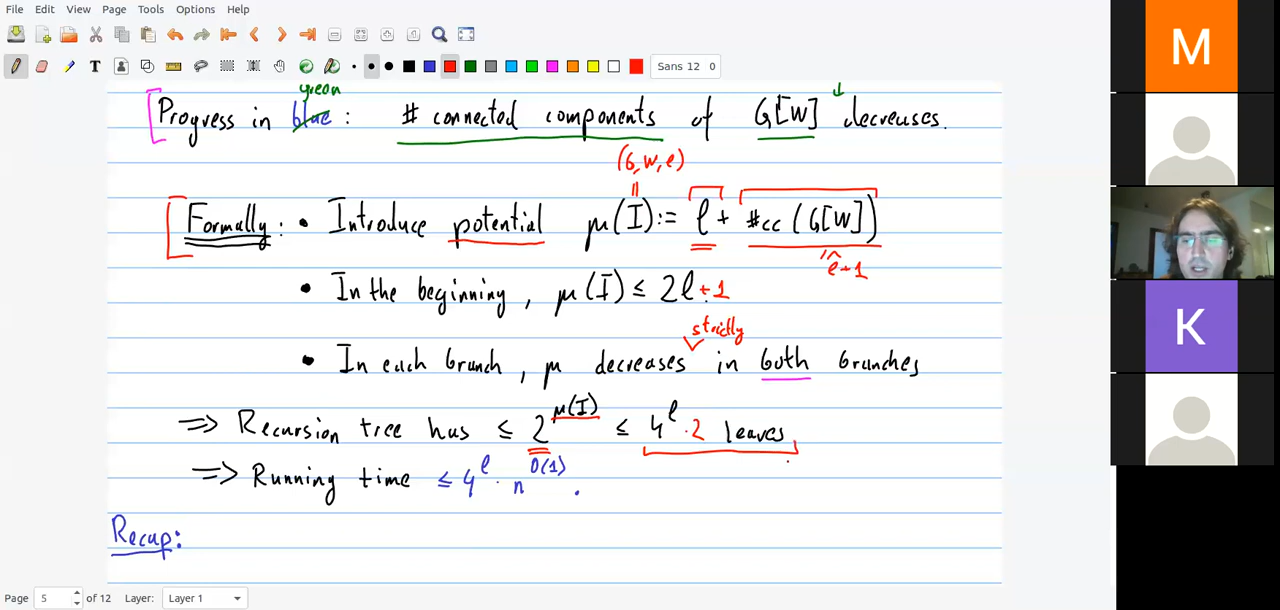 File Edit View Page Tools Options Help
Sans 12 0
green
Progress in blue : # connected components of G[W] ↓ decreases.
(G, W, l)
Formally : • Introduce potential μ(I) := l + #cc (G[W])
l+1
• In the beginning, μ(I) ≤ 2l +1
strictly
• In each branch, μ decreases in both branches
⇒ Recursion tree has ≤ 2^μ(I) ≤ 4^l · 2 leaves
⇒ Running time ≤ 4^l · n^O(1).
Recap:
Page 5 of 12 Layer: Layer 1
M
K